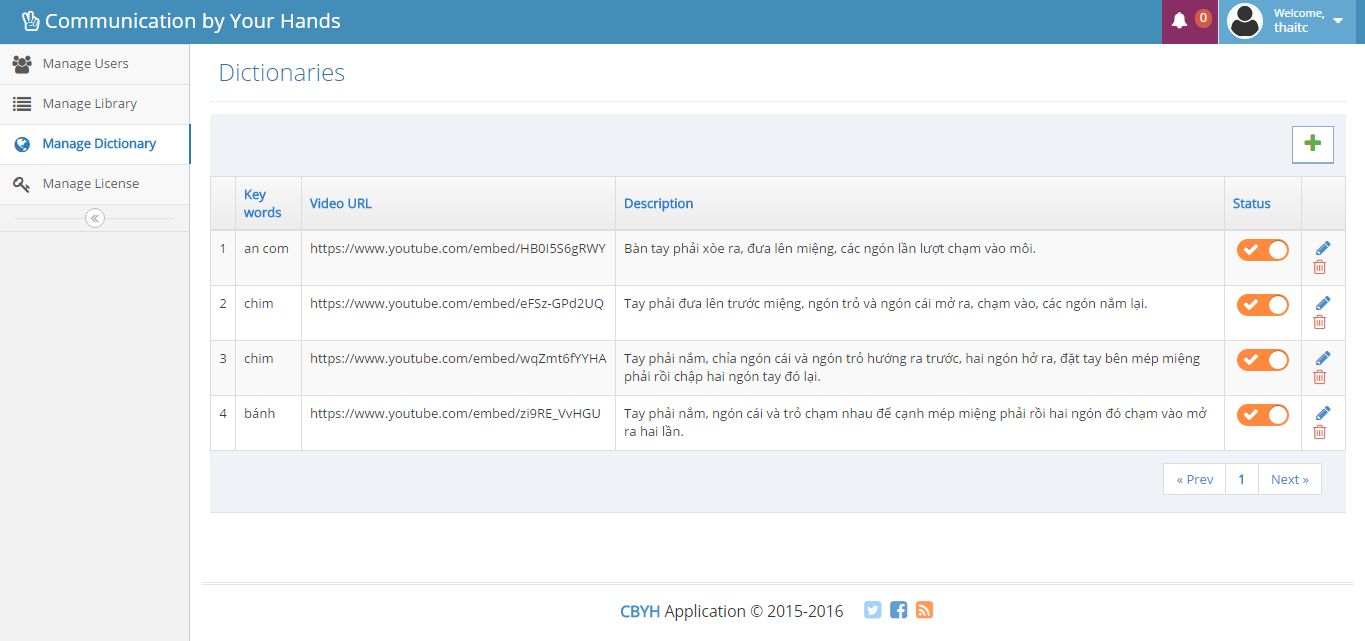 Communication by Your Hands
0
Welcome,
thaitc
Manage Users
Manage Library
Manage Dictionary
Manage License
Dictionaries
Key words Video URL Description Status
1 an com https://www.youtube.com/embed/HB0I5S6gRWY Bàn tay phải xòe ra, đưa lên miệng, các ngón lần lượt chạm vào môi.
2 chim https://www.youtube.com/embed/eFSz-GPd2UQ Tay phải đưa lên trước miệng, ngón trỏ và ngón cái mở ra, chạm vào, các ngón nắm lại.
3 chim https://www.youtube.com/embed/wqZmt6fYYHA Tay phải nắm, chỉa ngón cái và ngón trỏ hướng ra trước, hai ngón hở ra, đặt tay bên mép miệng
phải rồi chập hai ngón tay đó lại.
4 bánh https://www.youtube.com/embed/zi9RE_VvHGU Tay phải nắm, ngón cái và trỏ chạm nhau để cạnh mép miệng phải rồi hai ngón đó chạm vào mở
ra hai lần.
« Prev 1 Next »
CBYH Application © 2015-2016